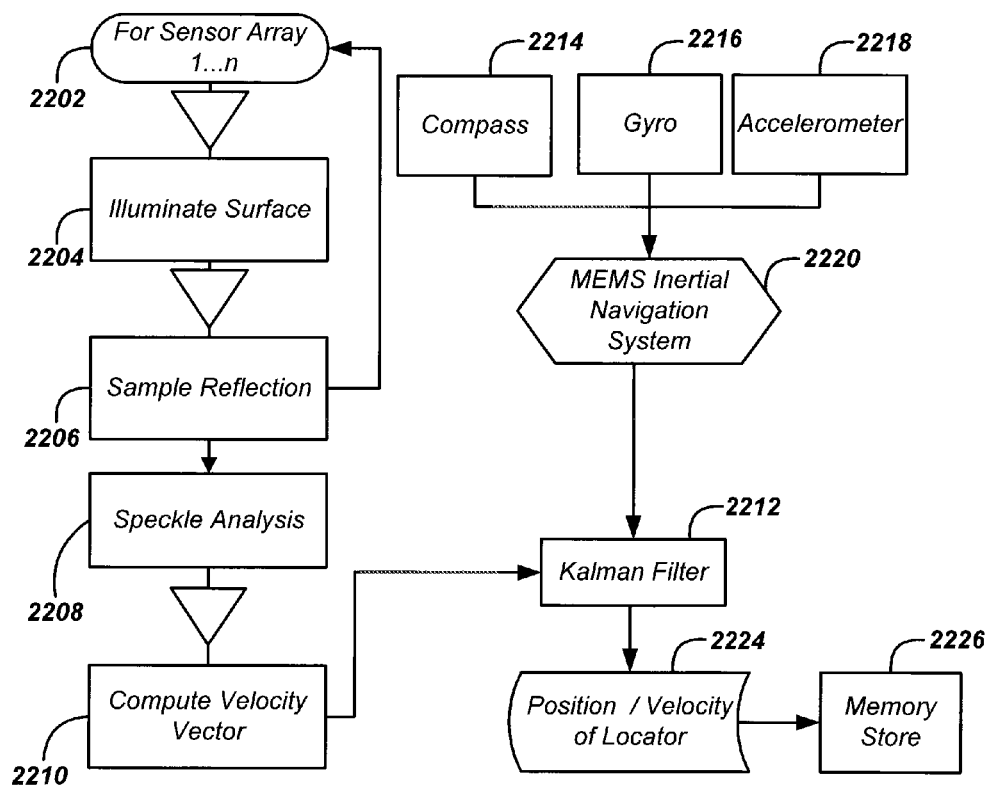 For Sensor Array
1...n
2202
Illuminate Surface
2204
Sample Reflection
2206
Speckle Analysis
2208
Compute Velocity
Vector
2210
2214
Compass
2216
Gyro
2218
Accelerometer
2220
MEMS Inertial
Navigation
System
2212
Kalman Filter
2224
Position / Velocity
of Locator
2226
Memory
Store